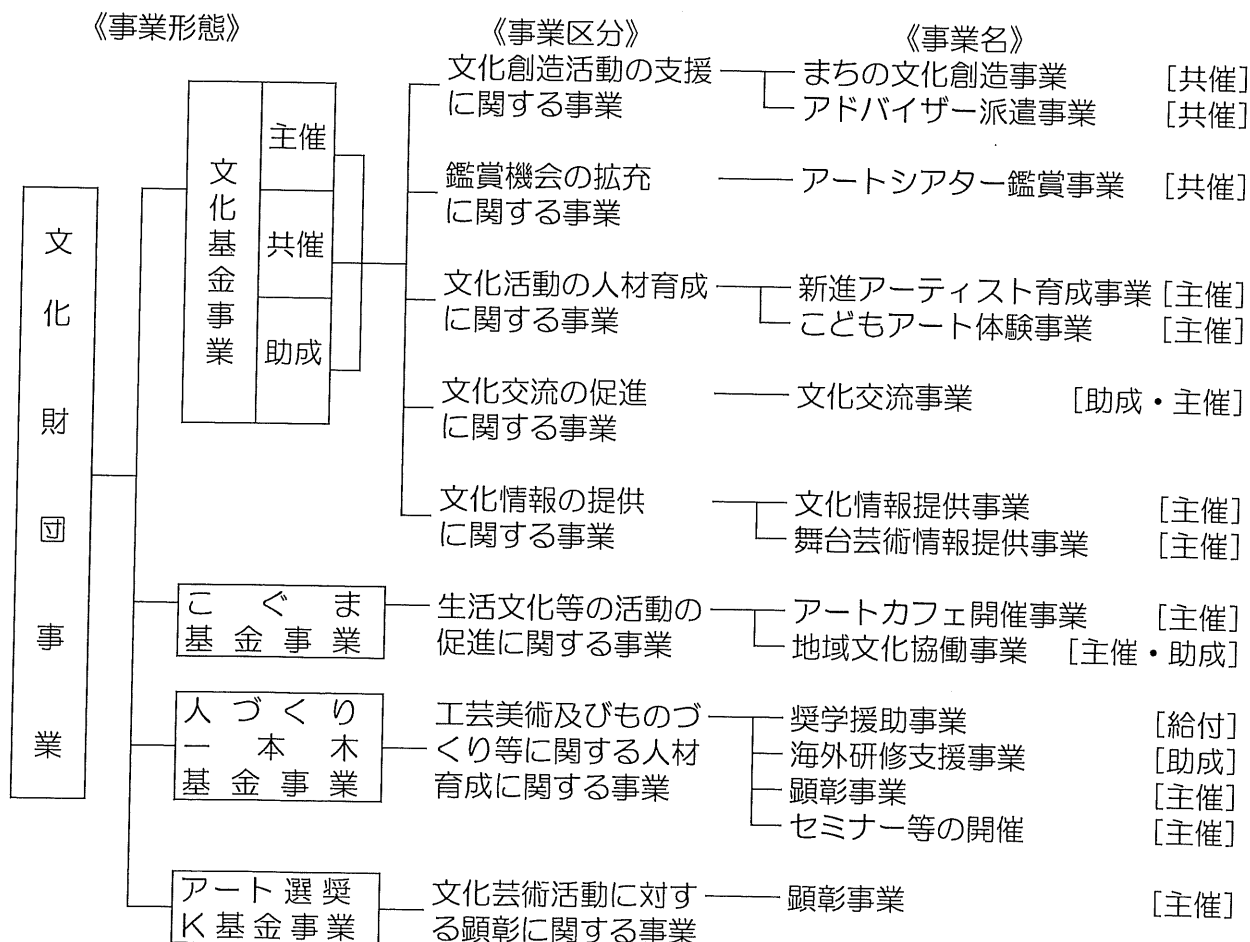 《事業形態》
《事業区分》
《事業名》
文化財団事業
文化基金事業
主催
共催
助成
文化創造活動の支援
に関する事業
まちの文化創造事業 [共催]
アドバイザー派遣事業 [共催]
鑑賞機会の拡充
に関する事業
アートシアター鑑賞事業 [共催]
文化活動の人材育成
に関する事業
新進アーティスト育成事業 [主催]
こどもアート体験事業 [主催]
文化交流の促進
に関する事業
文化交流事業 [助成・主催]
文化情報の提供
に関する事業
文化情報提供事業 [主催]
舞台芸術情報提供事業 [主催]
こぐま
基金事業
生活文化等の活動の
促進に関する事業
アートカフェ開催事業 [主催]
地域文化協働事業 [主催・助成]
人づくり
一本木
基金事業
工芸美術及びものづ
くり等に関する人材
育成に関する事業
奨学援助事業 [給付]
海外研修支援事業 [助成]
顕彰事業 [主催]
セミナー等の開催 [主催]
アート選奨
K基金事業
文化芸術活動に対す
る顕彰に関する事業
顕彰事業 [主催]